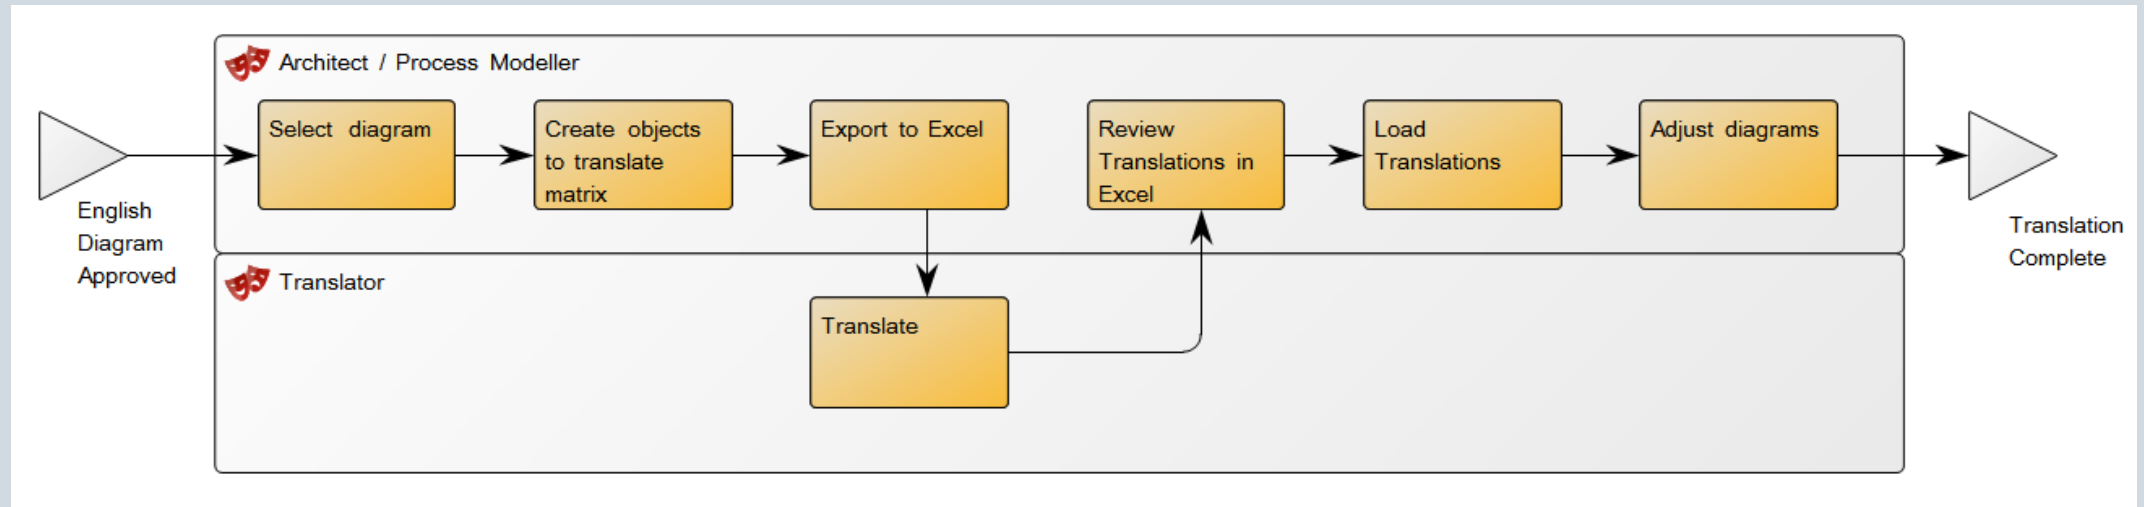 Architect / Process Modeller
Select diagram
Create objects
to translate
matrix
Export to Excel
Review
Translations in
Excel
Load
Translations
Adjust diagrams
English
Diagram
Approved
Translation
Complete
Translator
Translate